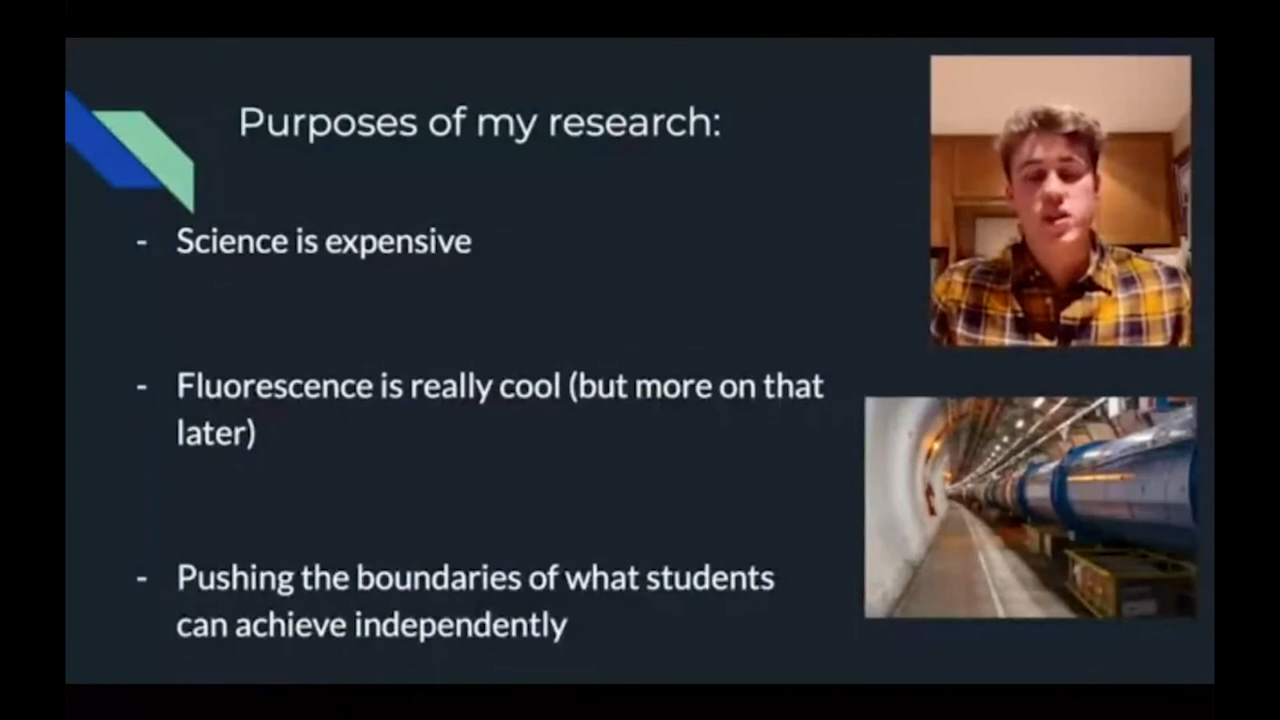 Purposes of my research:
- Science is expensive
- Fluorescence is really cool (but more on that
later)
- Pushing the boundaries of what students
can achieve independently